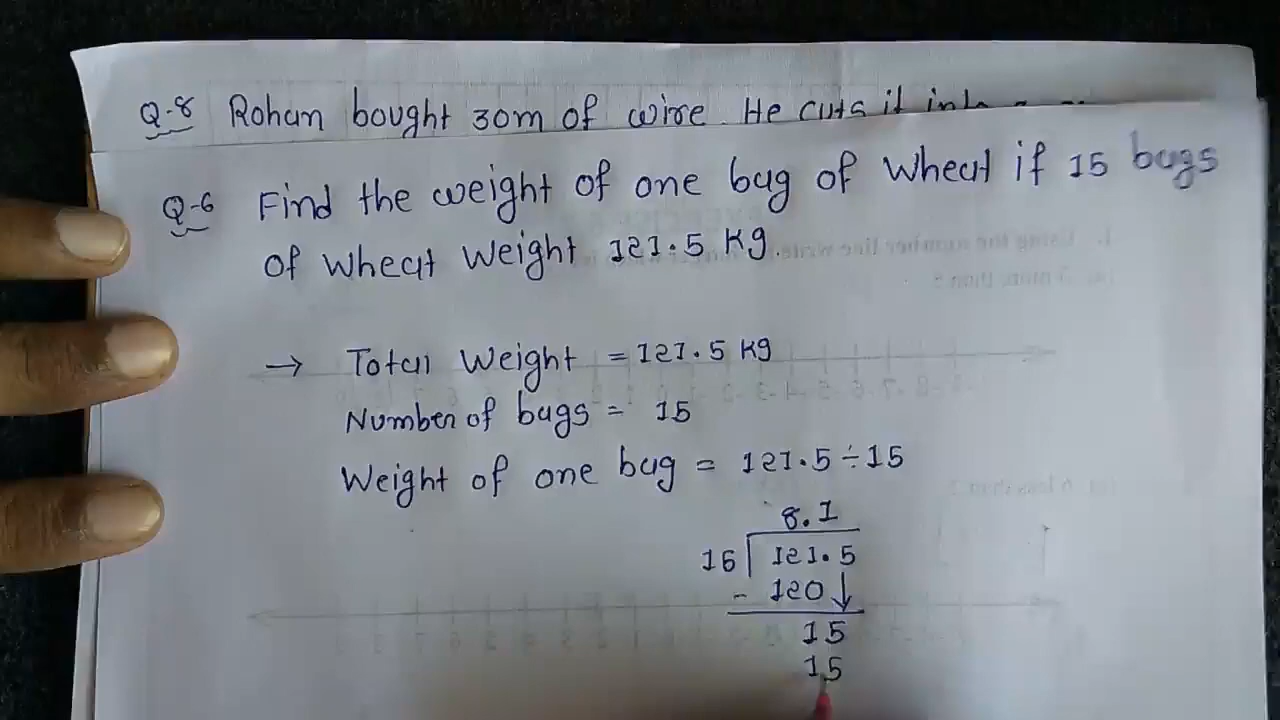 Q-8 Rohan bought 30m of wire. He cuts it into
Q-6 Find the weight of one bag of wheat if 15 bags
of wheat weight 121.5 Kg.
→ Total weight = 121.5 Kg
Number of bags = 15
Weight of one bag = 121.5 ÷ 15
8.1
16 121.5
- 120↓
15
15